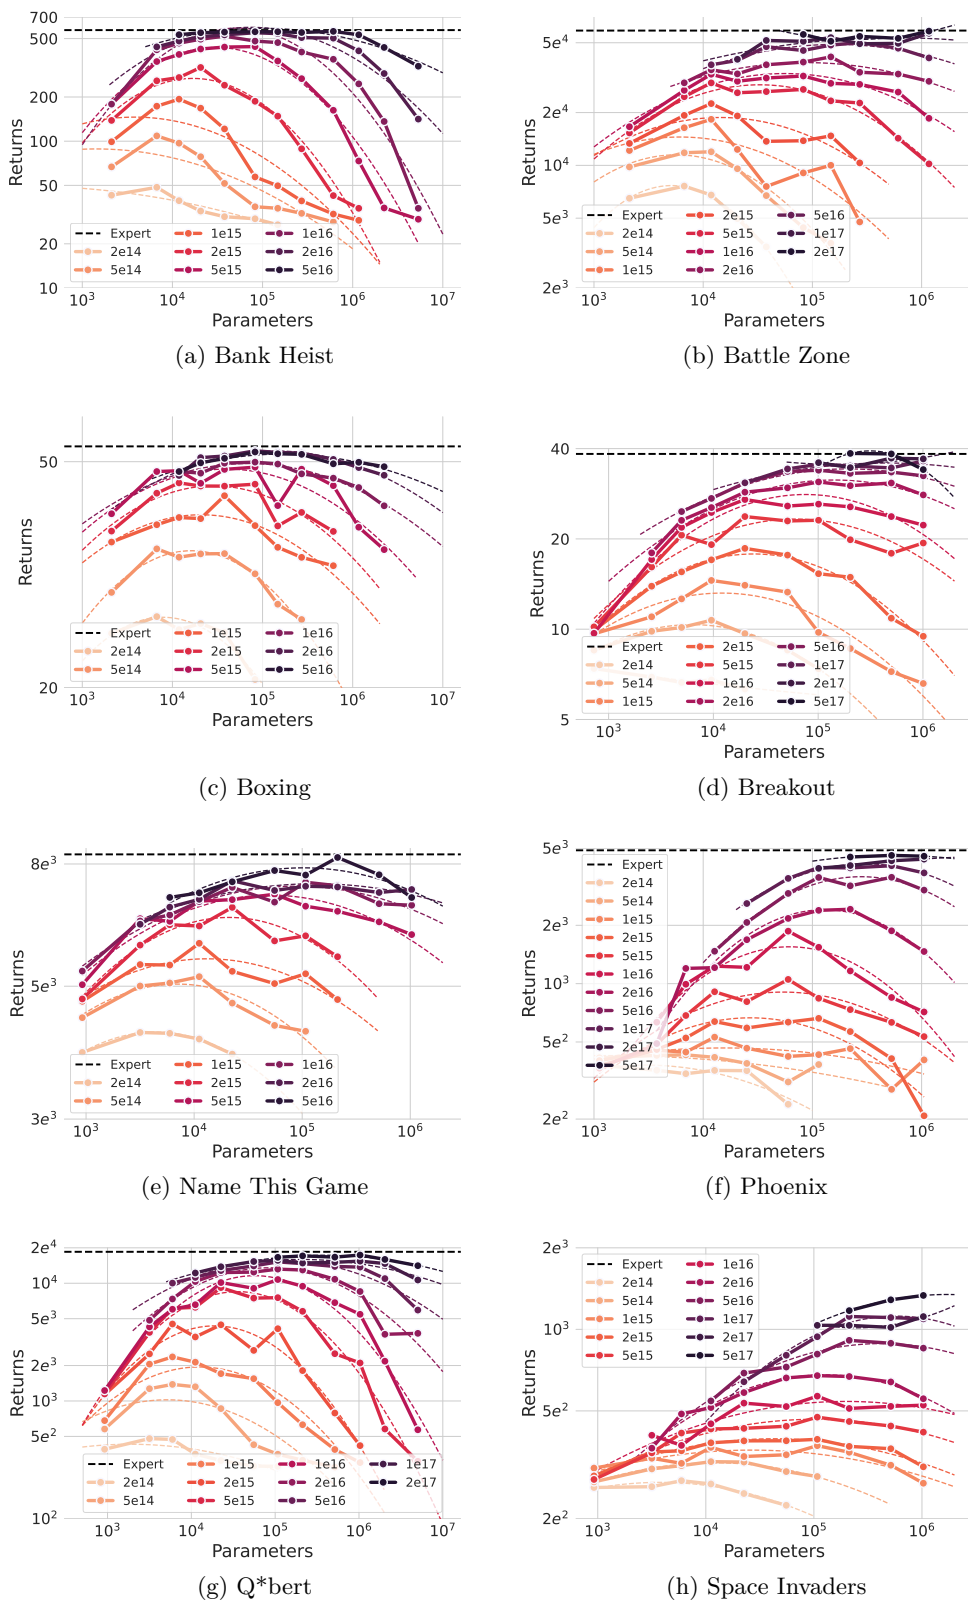 700
500
200
100
50
20
10
Returns
Expert 1e15 1e16
2e14 2e15 2e16
5e14 5e15 5e16
10³ 10⁴ 10⁵ 10⁶ 10⁷
Parameters
(a) Bank Heist
5e⁴
2e⁴
10⁴
5e³
2e³
Returns
Expert 2e15 5e16
2e14 5e15 1e17
5e14 1e16 2e17
1e15 2e16
10³ 10⁴ 10⁵ 10⁶
Parameters
(b) Battle Zone
50
20
Returns
Expert 1e15 1e16
2e14 2e15 2e16
5e14 5e15 5e16
10³ 10⁴ 10⁵ 10⁶ 10⁷
Parameters
(c) Boxing
40
20
10
5
Returns
Expert 2e15 5e16
2e14 5e15 1e17
5e14 1e16 2e17
1e15 2e16 5e17
10³ 10⁴ 10⁵ 10⁶
Parameters
(d) Breakout
8e³
5e³
3e³
Returns
Expert 1e15 1e16
2e14 2e15 2e16
5e14 5e15 5e16
10³ 10⁴ 10⁵ 10⁶
Parameters
(e) Name This Game
5e³
2e³
10³
5e²
2e²
Returns
Expert
2e14
5e14
1e15
2e15
5e15
1e16
2e16
5e16
1e17
2e17
5e17
10³ 10⁴ 10⁵ 10⁶
Parameters
(f) Phoenix
2e⁴
10⁴
5e³
2e³
10³
5e²
10²
Returns
Expert 1e15 1e16 1e17
2e14 2e15 2e16 2e17
5e14 5e15 5e16
10³ 10⁴ 10⁵ 10⁶ 10⁷
Parameters
(g) Q*bert
2e³
10³
5e²
2e²
Returns
Expert 1e16
2e14 2e16
5e14 5e16
1e15 1e17
2e15 2e17
5e15 5e17
10³ 10⁴ 10⁵ 10⁶
Parameters
(h) Space Invaders